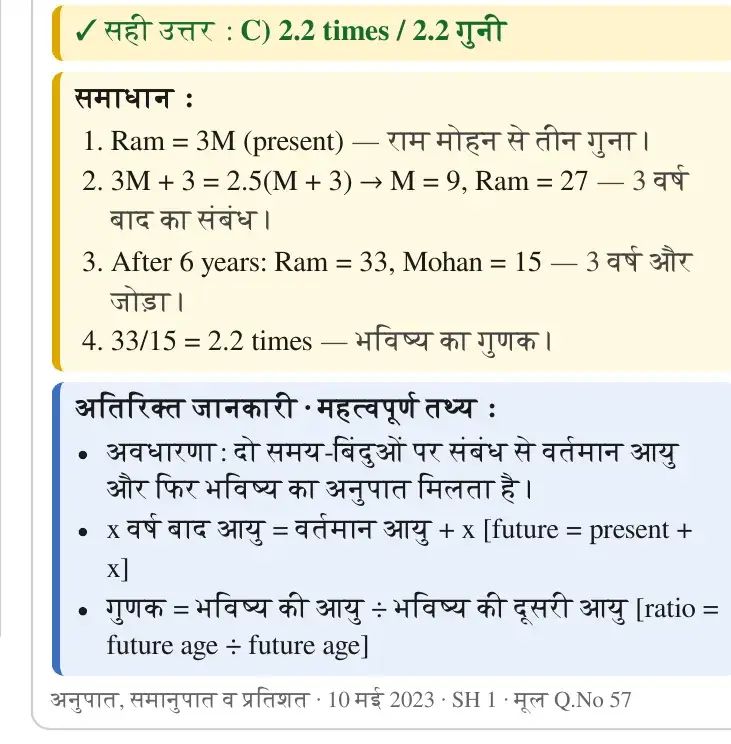 ✓ सही उत्तर : C) 2.2 times / 2.2 गुनी
समाधान :
1. Ram = 3M (present) — राम मोहन से तीन गुना।
2. 3M + 3 = 2.5(M + 3) → M = 9, Ram = 27 — 3 वर्ष
बाद का संबंध।
3. After 6 years: Ram = 33, Mohan = 15 — 3 वर्ष और
जोड़ा।
4. 33/15 = 2.2 times — भविष्य का गुणक।
अतिरिक्त जानकारी · महत्वपूर्ण तथ्य :
• अवधारणा : दो समय-बिंदुओं पर संबंध से वर्तमान आयु
और फिर भविष्य का अनुपात मिलता है।
• x वर्ष बाद आयु = वर्तमान आयु + x [future = present +
x]
• गुणक = भविष्य की आयु ÷ भविष्य की दूसरी आयु [ratio =
future age ÷ future age]
अनुपात, समानुपात व प्रतिशत · 10 मई 2023 · SH 1 · मूल Q.No 57